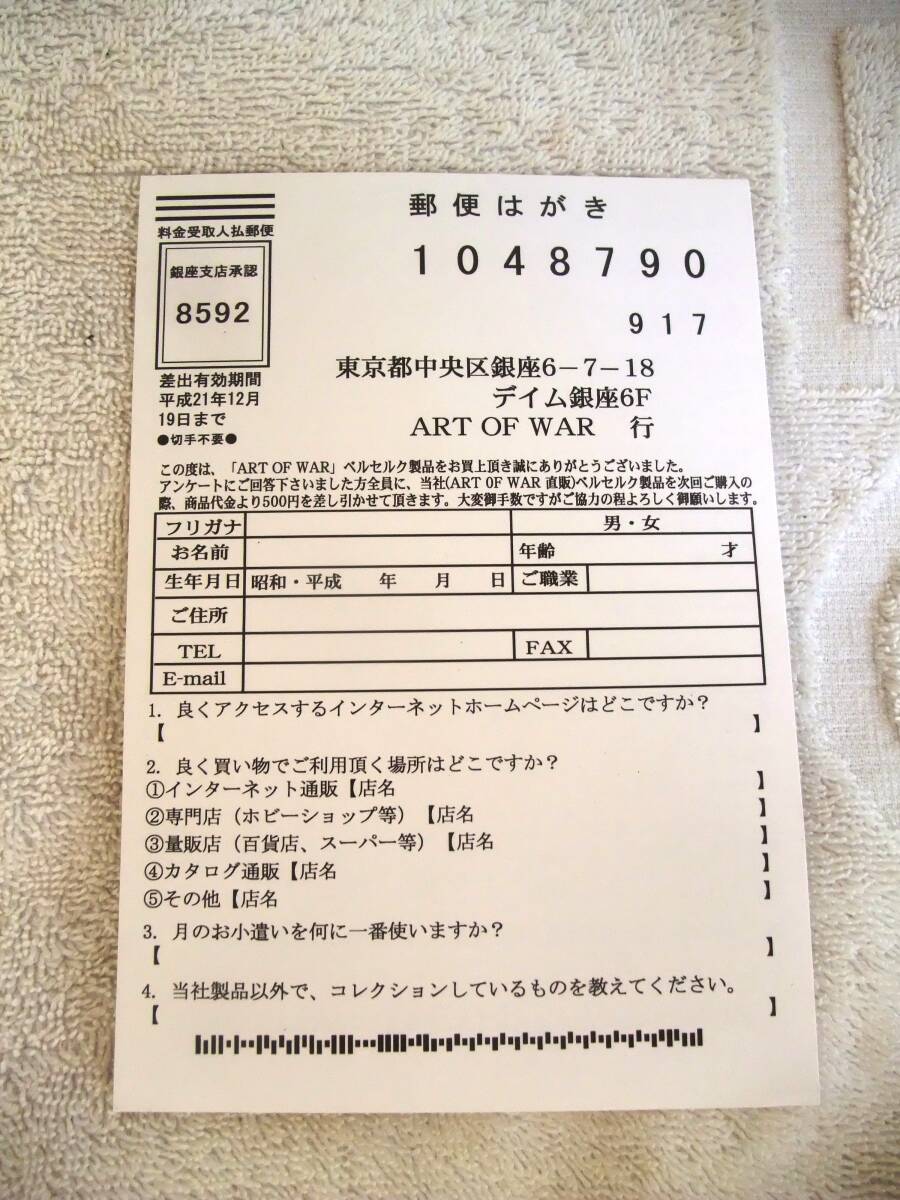 郵便はがき
1048790
917
料金受取人払郵便
銀座支店承認
8592
差出有効期間
平成21年12月
19日まで
●切手不要●
東京都中央区銀座6－7－18
デイム銀座6F
ART OF WAR 行
この度は、「ART OF WAR」ベルセルク製品をお買上頂き誠にありがとうございました。
アンケートにご回答下さいました方全員に、当社(ART OF WAR 直販)ベルセルク製品を次回ご購入の
際、商品代金より500円を差し引かせて頂きます。大変御手数ですがご協力の程よろしく御願いします。
フリガナ 男・女
お名前 年齢 才
生年月日 昭和・平成 年 月 日 ご職業
ご住所
TEL FAX
E-mail
1. 良くアクセスするインターネットホームページはどこですか？
【 】
2. 良く買い物でご利用頂く場所はどこですか？
①インターネット通販【店名 】
②専門店（ホビーショップ等）【店名 】
③量販店（百貨店、スーパー等）【店名 】
④カタログ通販【店名 】
⑤その他【店名 】
3. 月のお小遣いを何に一番使いますか？
【 】
4. 当社製品以外で、コレクションしているものを教えてください。
【 】